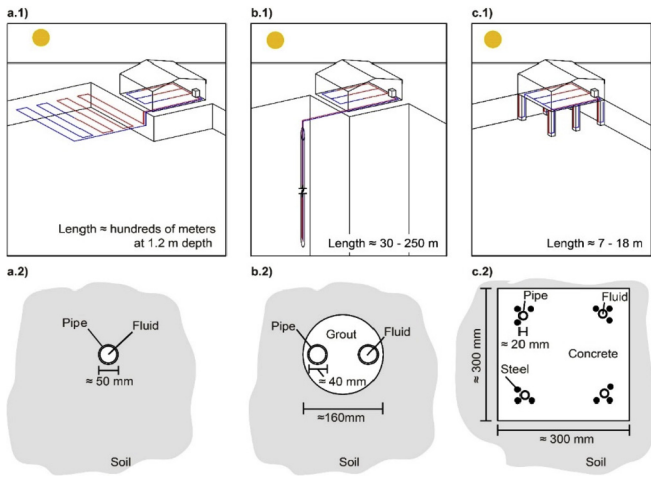 a.1)
b.1)
c.1)
Length ≈ hundreds of meters
at 1.2 m depth
Length ≈ 30 - 250 m
Length ≈ 7 - 18 m
a.2)
b.2)
c.2)
Pipe
Fluid
≈ 50 mm
Soil
Grout
Pipe
Fluid
≈ 40 mm
≈160mm
Soil
Pipe
Fluid
≈ 20 mm
Concrete
Steel
≈ 300 mm
≈ 300 mm
Soil